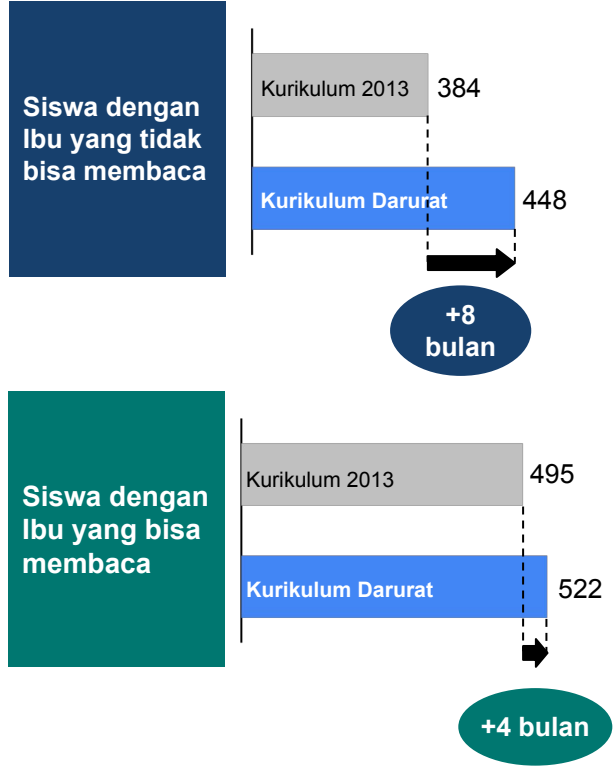 Siswa dengan
Ibu yang tidak
bisa membaca
Kurikulum 2013
384
Kurikulum Darurat
448
+8
bulan
Siswa dengan
Ibu yang bisa
membaca
Kurikulum 2013
495
Kurikulum Darurat
522
+4 bulan